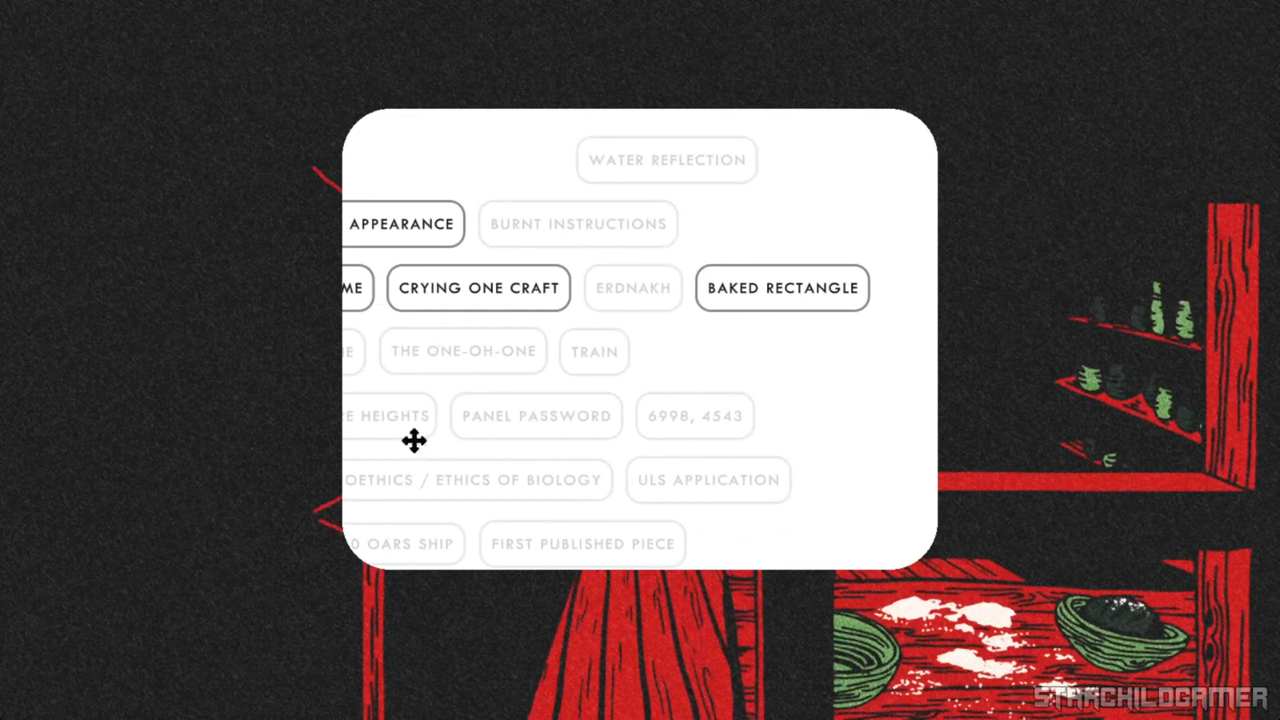 WATER REFLECTION
APPEARANCE BURNT INSTRUCTIONS
ME CRYING ONE CRAFT ERDNAKH BAKED RECTANGLE
E THE ONE-OH-ONE TRAIN
E HEIGHTS PANEL PASSWORD 6998, 4543
OETHICS / ETHICS OF BIOLOGY ULS APPLICATION
0 OARS SHIP FIRST PUBLISHED PIECE
STARCHILDGAMER